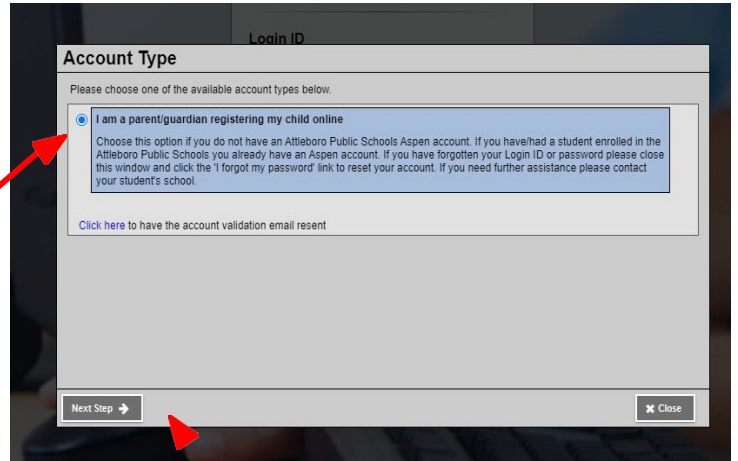 Login ID
Account Type
Please choose one of the available account types below.
I am a parent/guardian registering my child online
Choose this option if you do not have an Attleboro Public Schools Aspen account. If you have/had a student enrolled in the
Attleboro Public Schools you already have an Aspen account. If you have forgotten your Login ID or password please close
this window and click the 'I forgot my password' link to reset your account. If you need further assistance please contact
your student's school.
Click here to have the account validation email resent
Next Step
Close